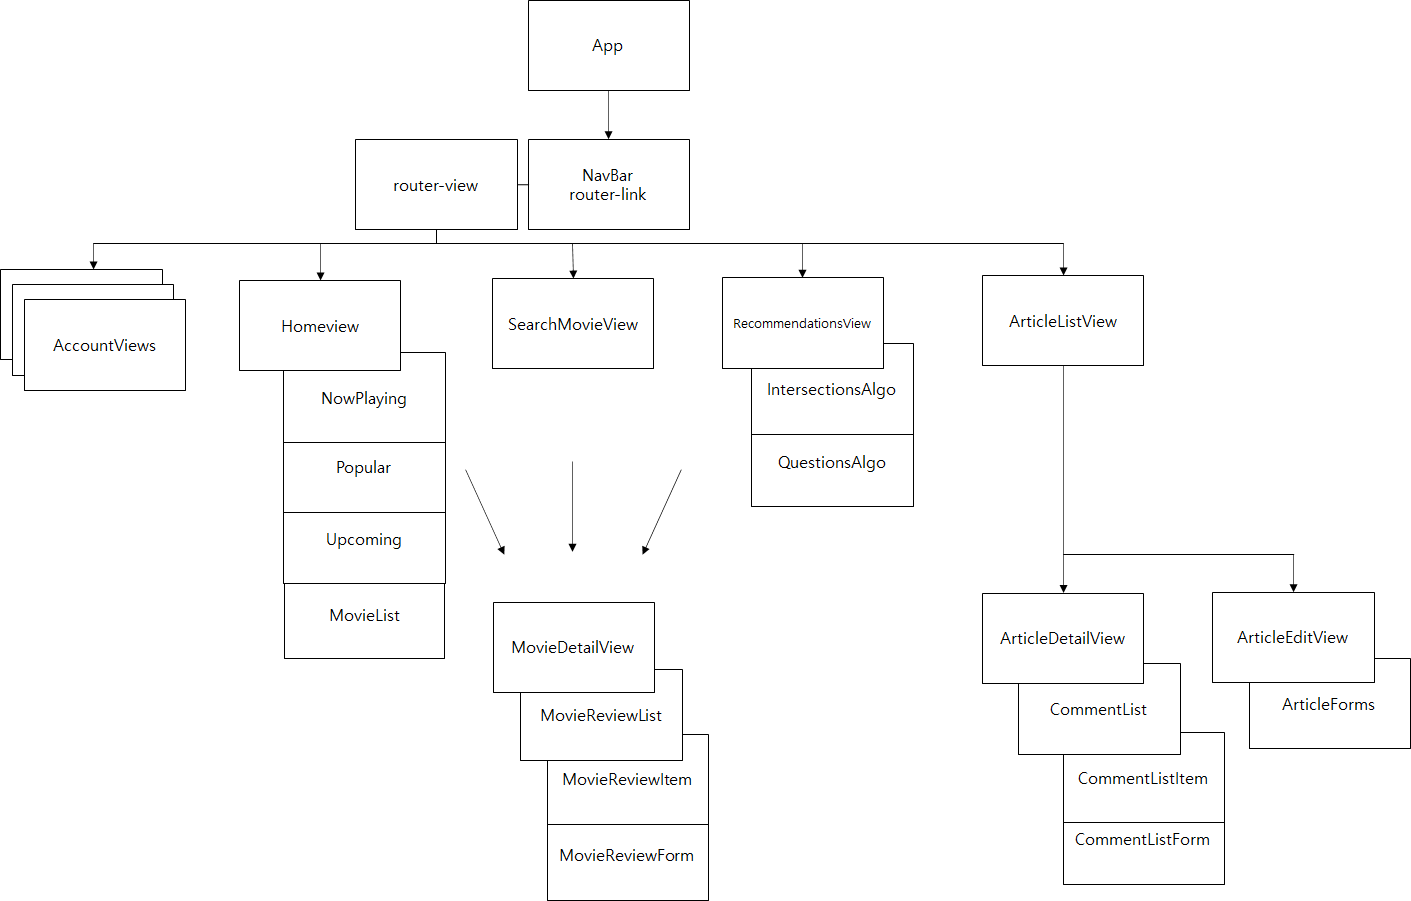 App
router-view
NavBar
router-link
AccountViews
Homeview
NowPlaying
Popular
Upcoming
MovieList
SearchMovieView
RecommendationsView
IntersectionsAlgo
QuestionsAlgo
ArticleListView
MovieDetailView
MovieReviewList
MovieReviewItem
MovieReviewForm
ArticleDetailView
CommentList
CommentListItem
CommentListForm
ArticleEditView
ArticleForms